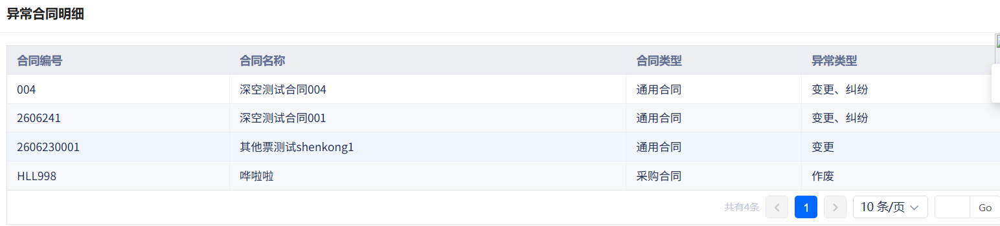 异常合同明细
合同编号 合同名称 合同类型 异常类型
004 深空测试合同004 通用合同 变更、纠纷
2606241 深空测试合同001 通用合同 变更、纠纷
2606230001 其他票测试shenkong1 通用合同 变更
HLL998 哗啦啦 采购合同 作废
共有4条 1 10 条/页 Go